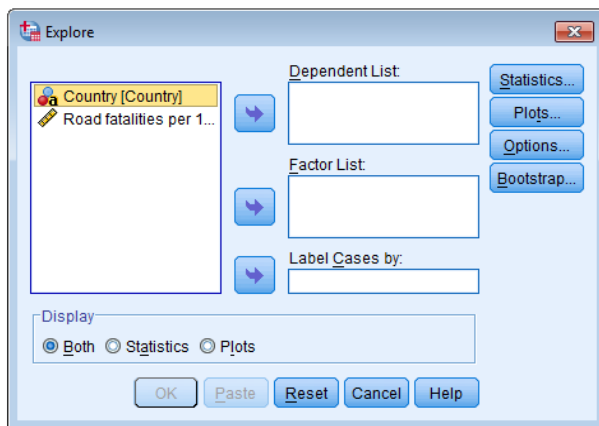 Explore
Country [Country]
Road fatalities per 1...
Dependent List:
Factor List:
Label Cases by:
Statistics...
Plots...
Options...
Bootstrap...
Display
Both
Statistics
Plots
OK
Paste
Reset
Cancel
Help